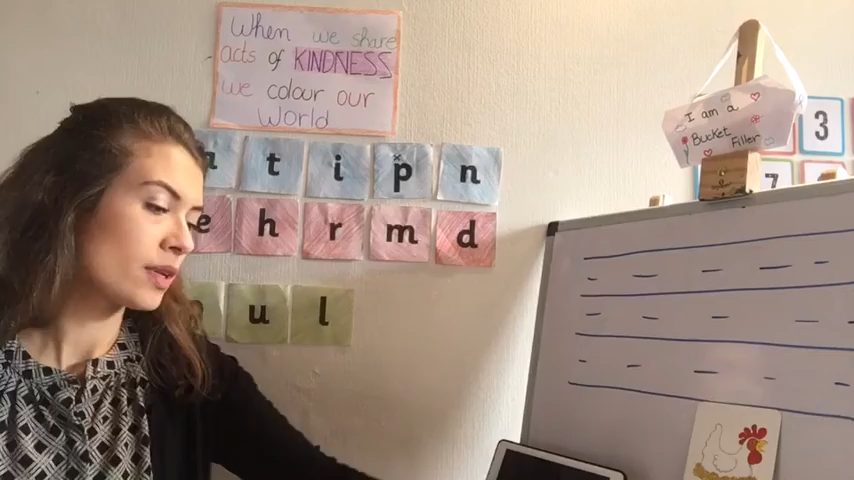 When we share
acts of KINDNESS
we colour our
World
I am a
Bucket
Filler
3
7
t i p n
e h r m d
u l